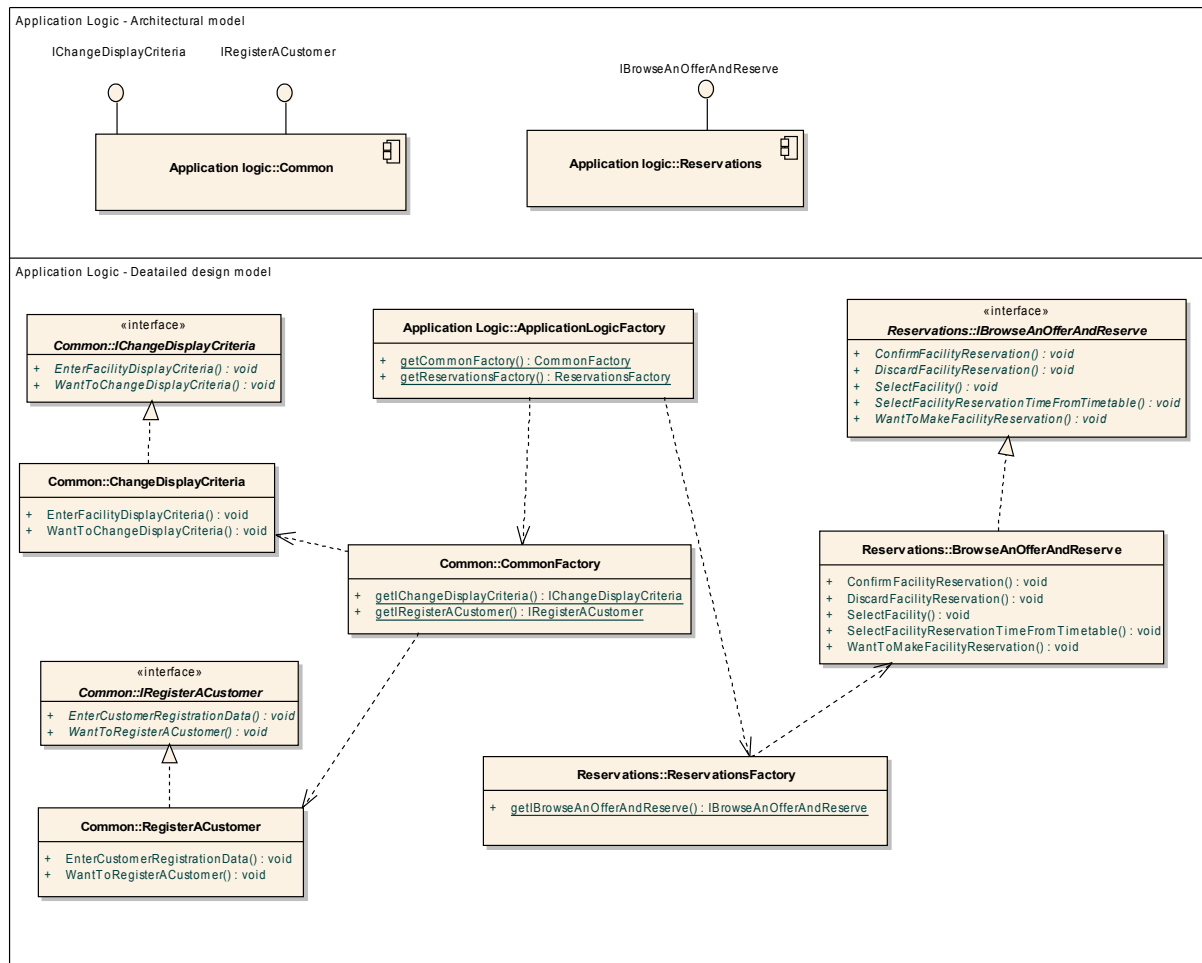 Application Logic - Architectural model
IChangeDisplayCriteria
IRegisterACustomer
IBrowseAnOfferAndReserve
Application logic::Common
Application logic::Reservations
Application Logic - Deatailed design model
«interface»
Common::IChangeDisplayCriteria
+ EnterFacilityDisplayCriteria() : void
+ WantToChangeDisplayCriteria() : void
Application Logic::ApplicationLogicFactory
+ getCommonFactory() : CommonFactory
+ getReservationsFactory() : ReservationsFactory
«interface»
Reservations::IBrowseAnOfferAndReserve
+ ConfirmFacilityReservation() : void
+ DiscardFacilityReservation() : void
+ SelectFacility() : void
+ SelectFacilityReservationTimeFromTimetable() : void
+ WantToMakeFacilityReservation() : void
Common::ChangeDisplayCriteria
+ EnterFacilityDisplayCriteria() : void
+ WantToChangeDisplayCriteria() : void
Common::CommonFactory
+ getIChangeDisplayCriteria() : IChangeDisplayCriteria
+ getIRegisterACustomer() : IRegisterACustomer
Reservations::BrowseAnOfferAndReserve
+ ConfirmFacilityReservation() : void
+ DiscardFacilityReservation() : void
+ SelectFacility() : void
+ SelectFacilityReservationTimeFromTimetable() : void
+ WantToMakeFacilityReservation() : void
«interface»
Common::IRegisterACustomer
+ EnterCustomerRegistrationData() : void
+ WantToRegisterACustomer() : void
Reservations::ReservationsFactory
+ getIBrowseAnOfferAndReserve() : IBrowseAnOfferAndReserve
Common::RegisterACustomer
+ EnterCustomerRegistrationData() : void
+ WantToRegisterACustomer() : void